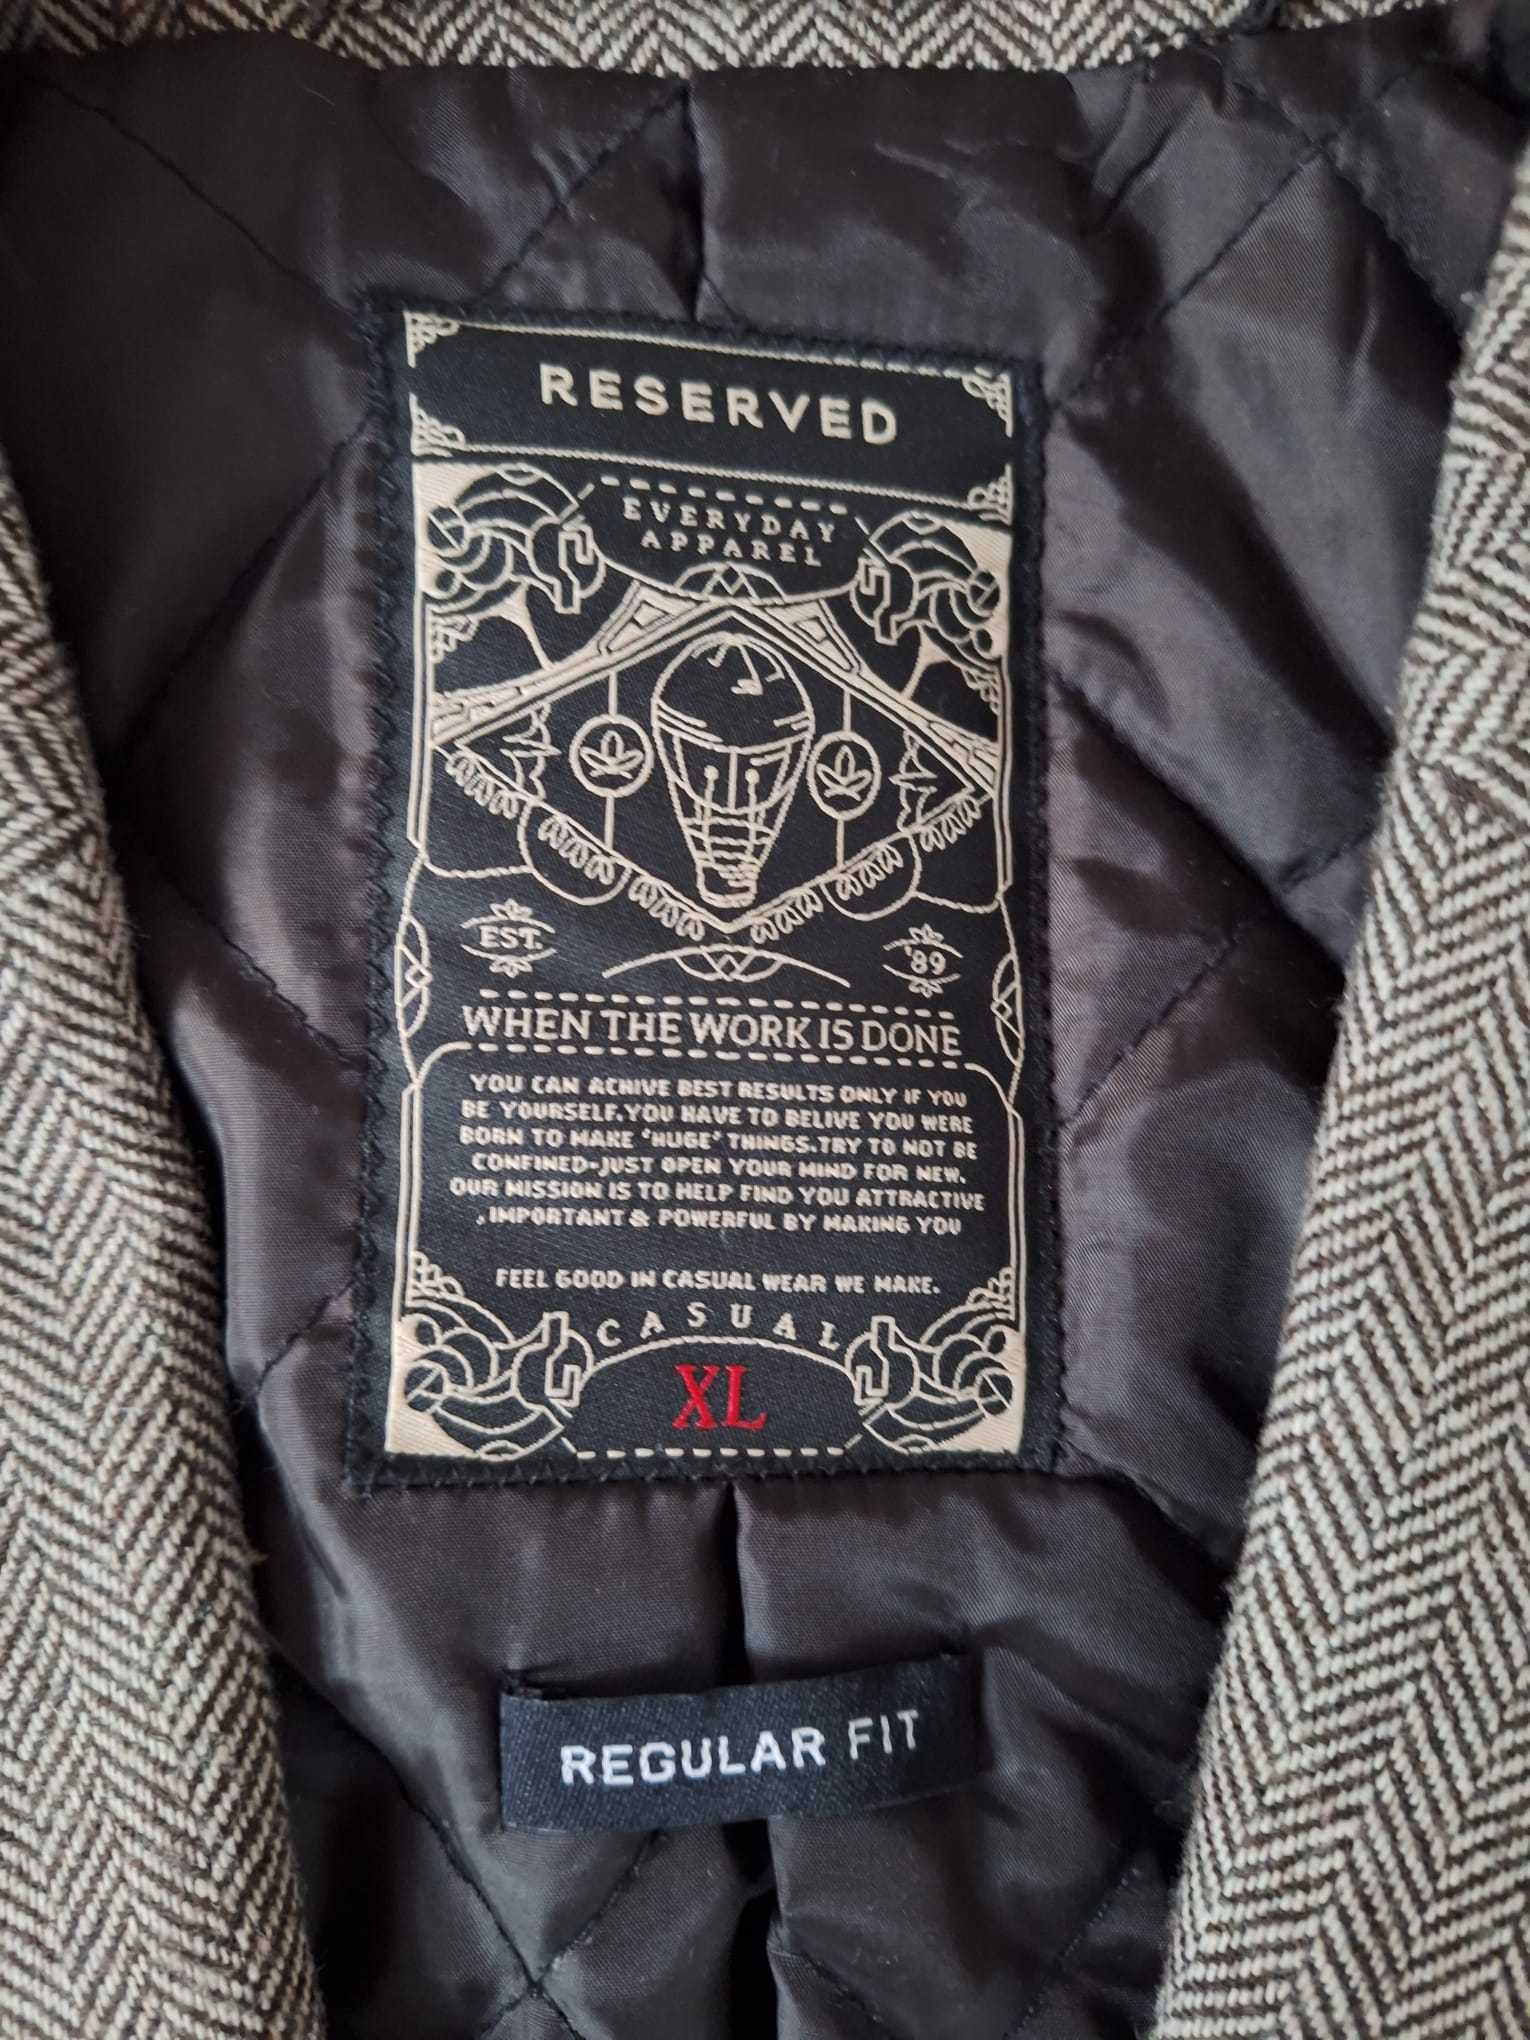 RESERVED
EVERYDAY
APPAREL
EST. '89
WHEN THE WORK IS DONE
YOU CAN ACHIVE BEST RESULTS ONLY IF YOU
BE YOURSELF.YOU HAVE TO BELIVE YOU WERE
BORN TO MAKE "HUGE" THINGS.TRY TO NOT BE
CONFINED-JUST OPEN YOUR MIND FOR NEW.
OUR MISSION IS TO HELP FIND YOU ATTRACTIVE
,IMPORTANT & POWERFUL BY MAKING YOU
FEEL GOOD IN CASUAL WEAR WE MAKE.
CASUAL
XL
REGULAR FIT